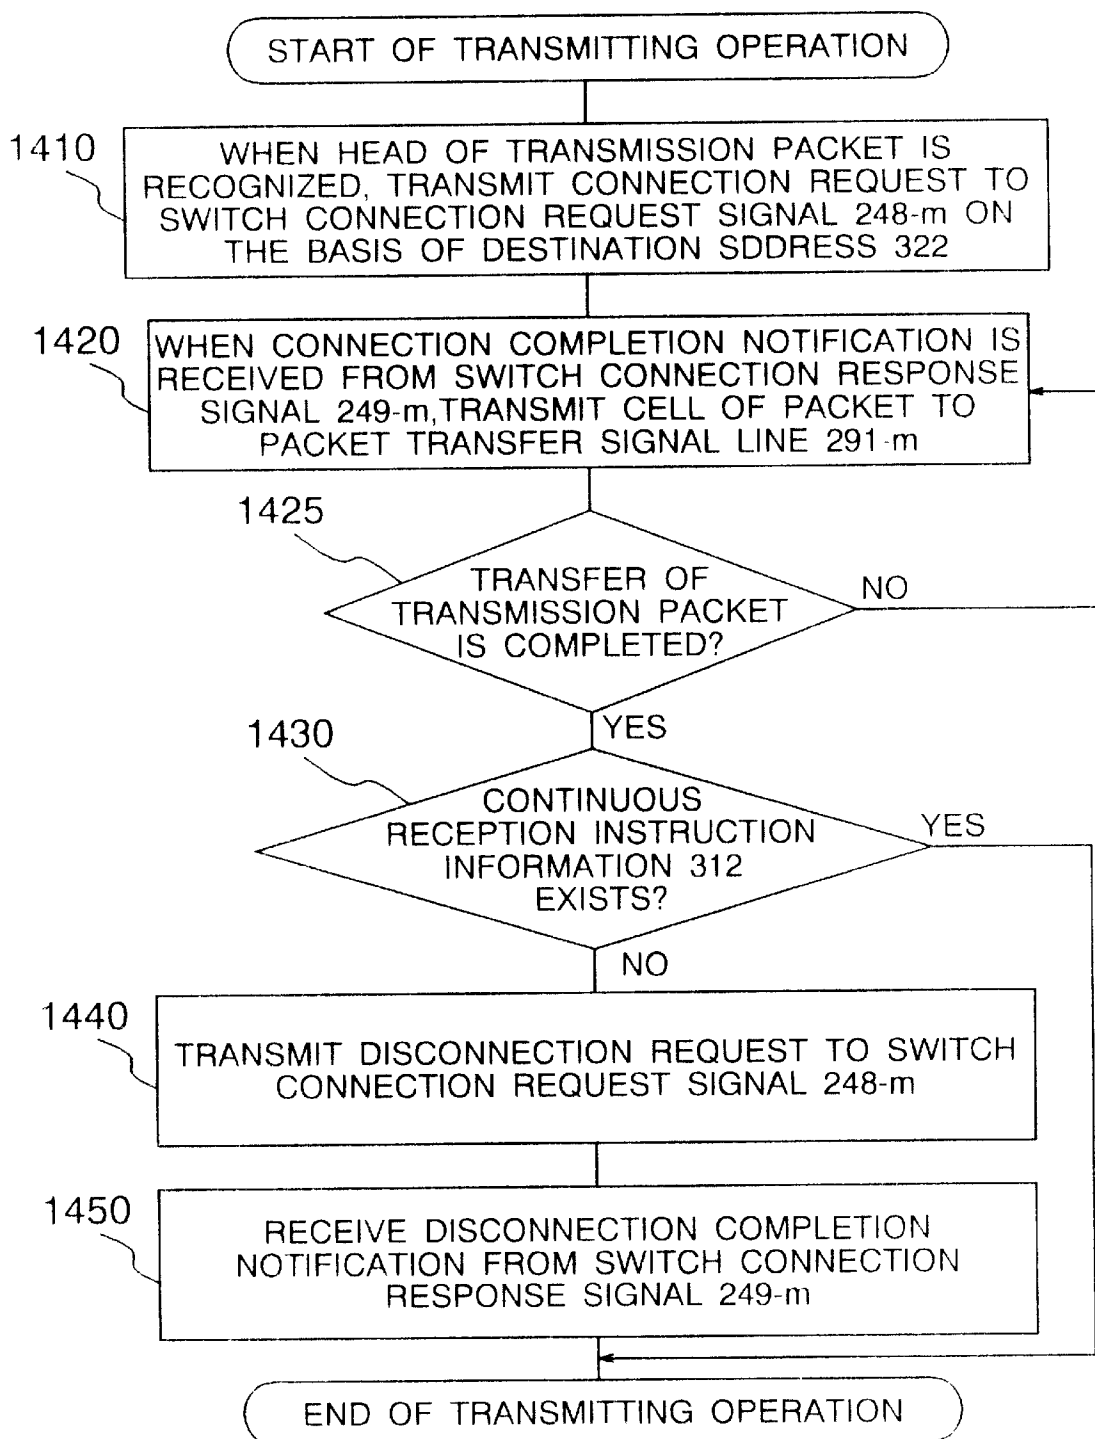 START OF TRANSMITTING OPERATION
1410
WHEN HEAD OF TRANSMISSION PACKET IS
RECOGNIZED, TRANSMIT CONNECTION REQUEST TO
SWITCH CONNECTION REQUEST SIGNAL 248-m ON
THE BASIS OF DESTINATION SDDRESS 322
1420
WHEN CONNECTION COMPLETION NOTIFICATION IS
RECEIVED FROM SWITCH CONNECTION RESPONSE
SIGNAL 249-m,TRANSMIT CELL OF PACKET TO
PACKET TRANSFER SIGNAL LINE 291-m
1425
TRANSFER OF
TRANSMISSION PACKET
IS COMPLETED?
NO
YES
1430
CONTINUOUS
RECEPTION INSTRUCTION
INFORMATION 312
EXISTS?
YES
NO
1440
TRANSMIT DISCONNECTION REQUEST TO SWITCH
CONNECTION REQUEST SIGNAL 248-m
1450
RECEIVE DISCONNECTION COMPLETION
NOTIFICATION FROM SWITCH CONNECTION
RESPONSE SIGNAL 249-m
END OF TRANSMITTING OPERATION